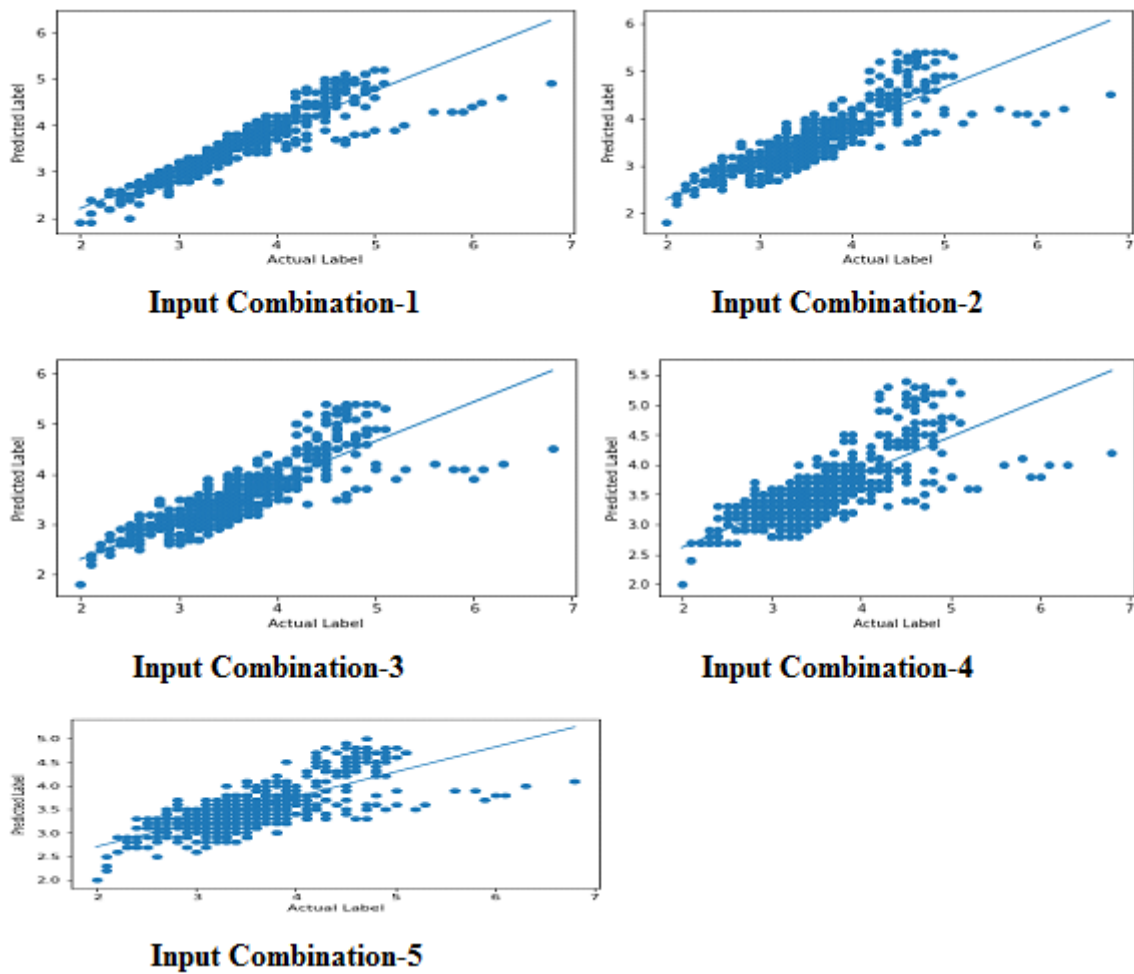 6
5
4
3
2
Predicted Label
2 3 4 5 6 7
Actual Label
Input Combination-1
6
5
4
3
2
Predicted Label
2 3 4 5 6 7
Actual Label
Input Combination-2
6
5
4
3
2
Predicted Label
2 3 4 5 6 7
Actual Label
Input Combination-3
5.5
5.0
4.5
4.0
3.5
3.0
2.5
2.0
Predicted Label
2 3 4 5 6 7
Actual Label
Input Combination-4
5.0
4.5
4.0
3.5
3.0
2.5
2.0
Predicted Label
2 3 4 5 6 7
Actual Label
Input Combination-5